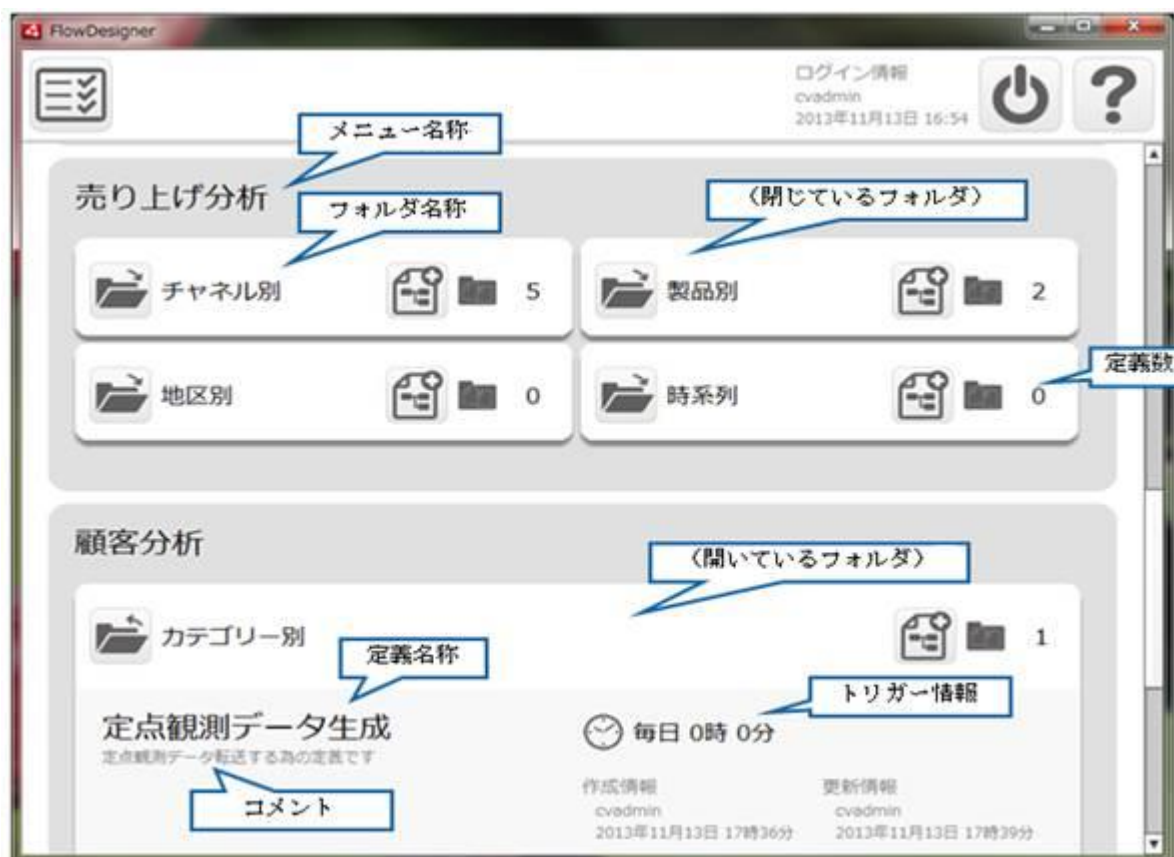 FlowDesigner
ログイン情報
cvadmin
2013年11月13日 16:54
メニュー名称
売り上げ分析
フォルダ名称
（閉じているフォルダ）
チャネル別 5
製品別 2
定義数
地区別 0
時系列 0
顧客分析
（開いているフォルダ）
カテゴリー別 1
定義名称
トリガー情報
定点観測データ生成
毎日 0時 0分
定点観測データ転送する為の定義です
コメント
作成情報
cvadmin
2013年11月13日 17時36分
更新情報
cvadmin
2013年11月13日 17時39分